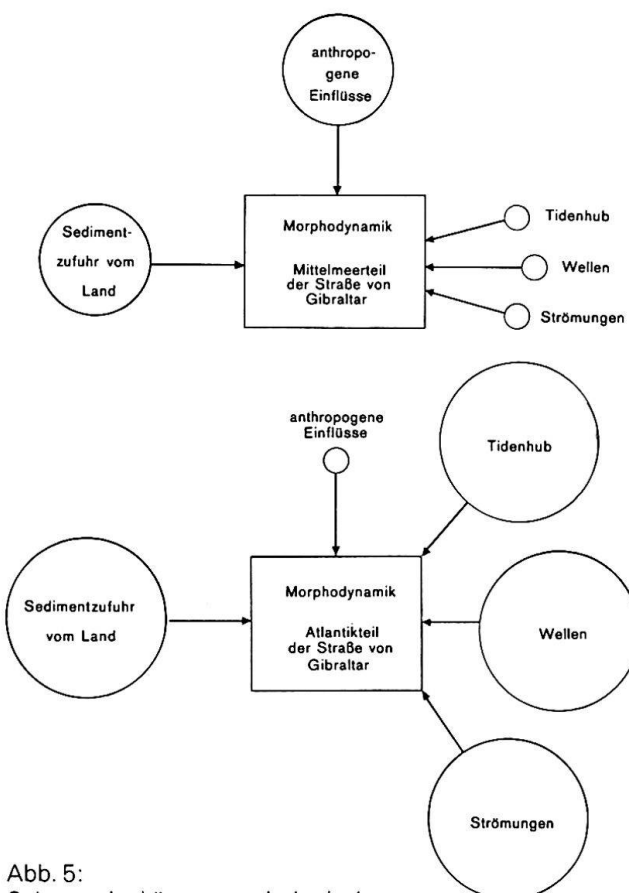 anthropo-
gene
Einflüsse
Sediment-
zufuhr vom
Land
Morphodynamik
Mittelmeerteil
der Straße von
Gibraltar
Tidenhub
Wellen
Strömungen
anthropogene
Einflüsse
Tidenhub
Sedimentzufuhr
vom Land
Morphodynamik
Atlantikteil
der Straße von
Gibraltar
Wellen
Strömungen
Abb. 5: